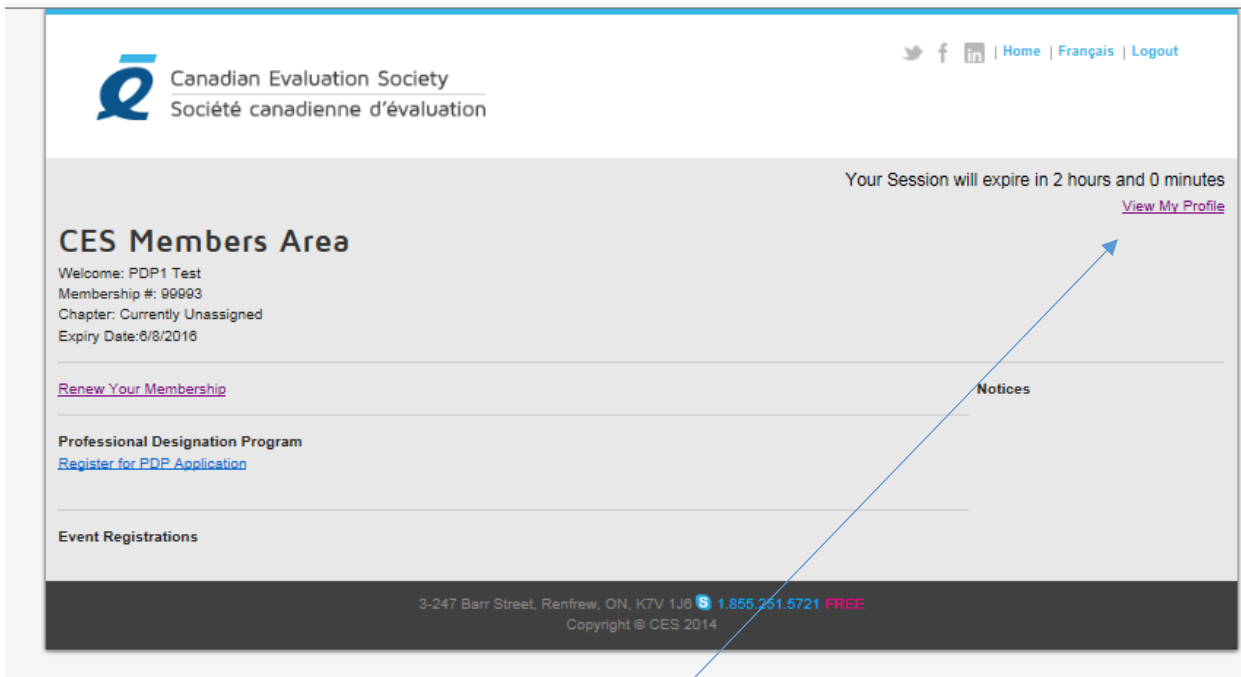 Canadian Evaluation Society
Société canadienne d'évaluation
| Home | Français | Logout
Your Session will expire in 2 hours and 0 minutes
View My Profile
CES Members Area
Welcome: PDP1 Test
Membership #: 99993
Chapter: Currently Unassigned
Expiry Date:6/8/2016
Renew Your Membership
Notices
Professional Designation Program
Register for PDP Application
Event Registrations
3-247 Barr Street, Renfrew, ON, K7V 1J6 1.855.251.5721 FREE
Copyright © CES 2014